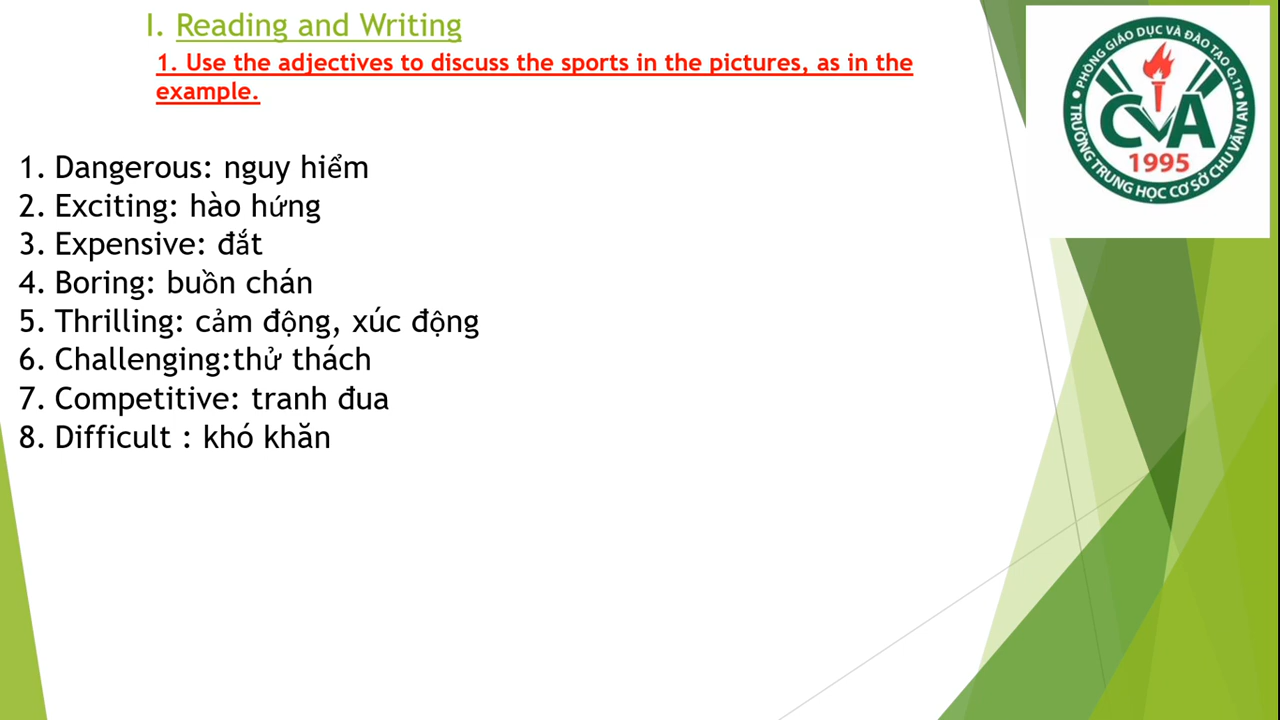 I. Reading and Writing
1. Use the adjectives to discuss the sports in the pictures, as in the
example.
1. Dangerous: nguy hiểm
2. Exciting: hào hứng
3. Expensive: đắt
4. Boring: buồn chán
5. Thrilling: cảm động, xúc động
6. Challenging:thử thách
7. Competitive: tranh đua
8. Difficult : khó khăn
PHÒNG GIÁO DỤC VÀ ĐÀO TẠO Q.11
CVA
1995
TRƯỜNG TRUNG HỌC CƠ SỞ CHU VĂN AN